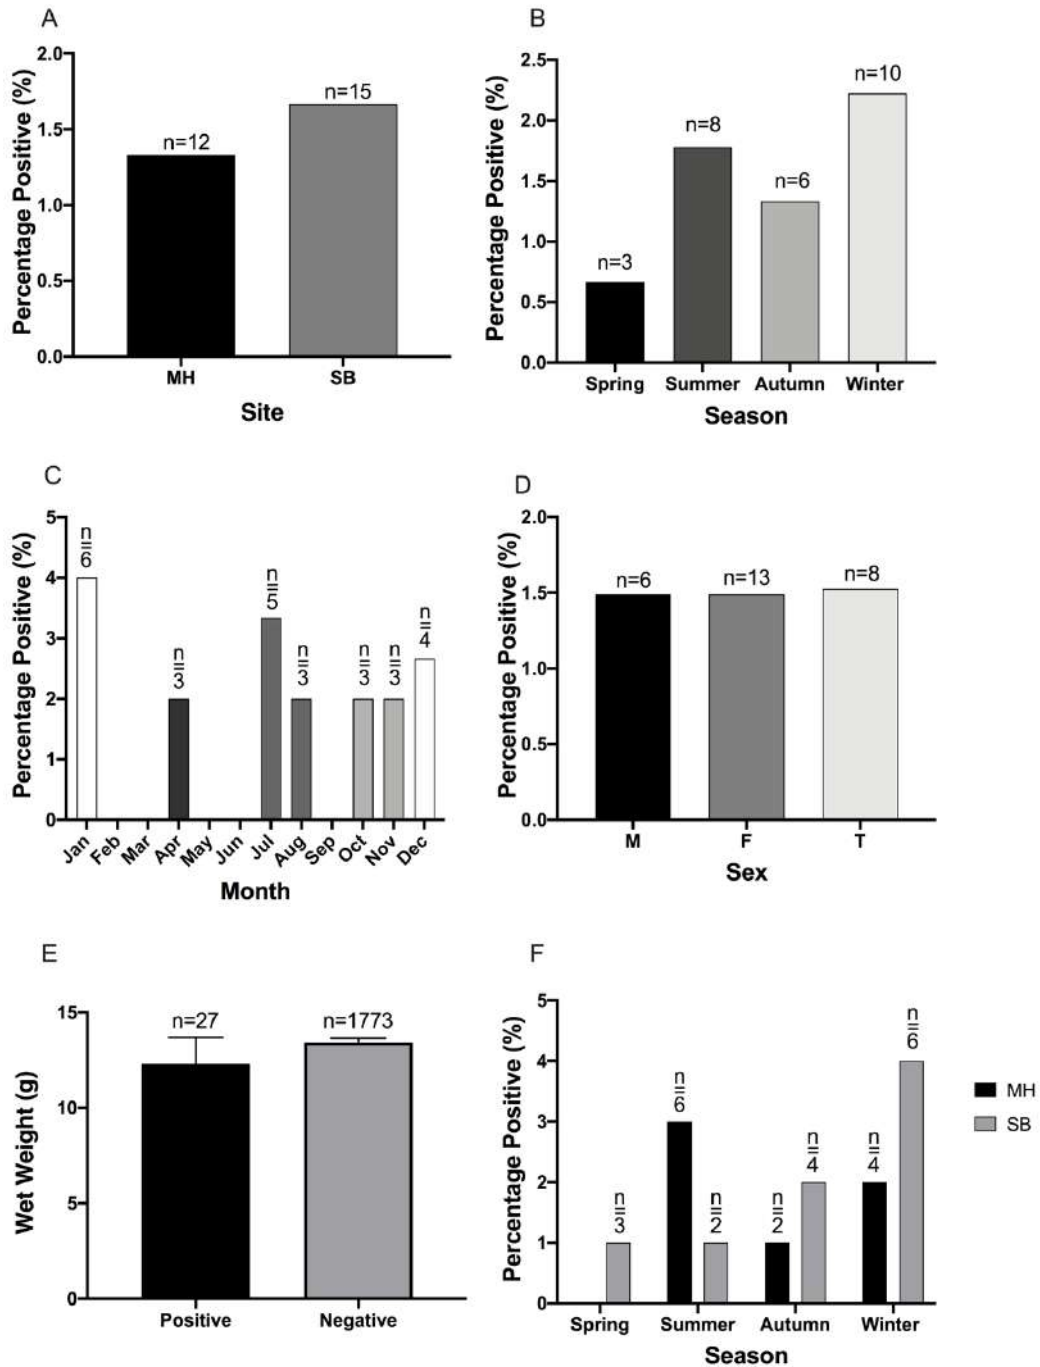 A
Percentage Positive (%)
2.0
1.5
1.0
0.5
0.0
n=12
n=15
MH
SB
Site
B
Percentage Positive (%)
2.5
2.0
1.5
1.0
0.5
0.0
n=3
n=8
n=6
n=10
Spring
Summer
Autumn
Winter
Season
C
Percentage Positive (%)
5
4
3
2
1
0
n=6
n=3
n=5
n=3
n=3
n=3
n=4
Jan
Feb
Mar
Apr
May
Jun
Jul
Aug
Sep
Oct
Nov
Dec
Month
D
Percentage Positive (%)
2.0
1.5
1.0
0.5
0.0
n=6
n=13
n=8
M
F
T
Sex
E
Wet Weight (g)
15
10
5
0
n=27
n=1773
Positive
Negative
F
Percentage Positive (%)
5
4
3
2
1
0
n=3
n=6
n=2
n=2
n=4
n=4
n=6
Spring
Summer
Autumn
Winter
Season
MH
SB